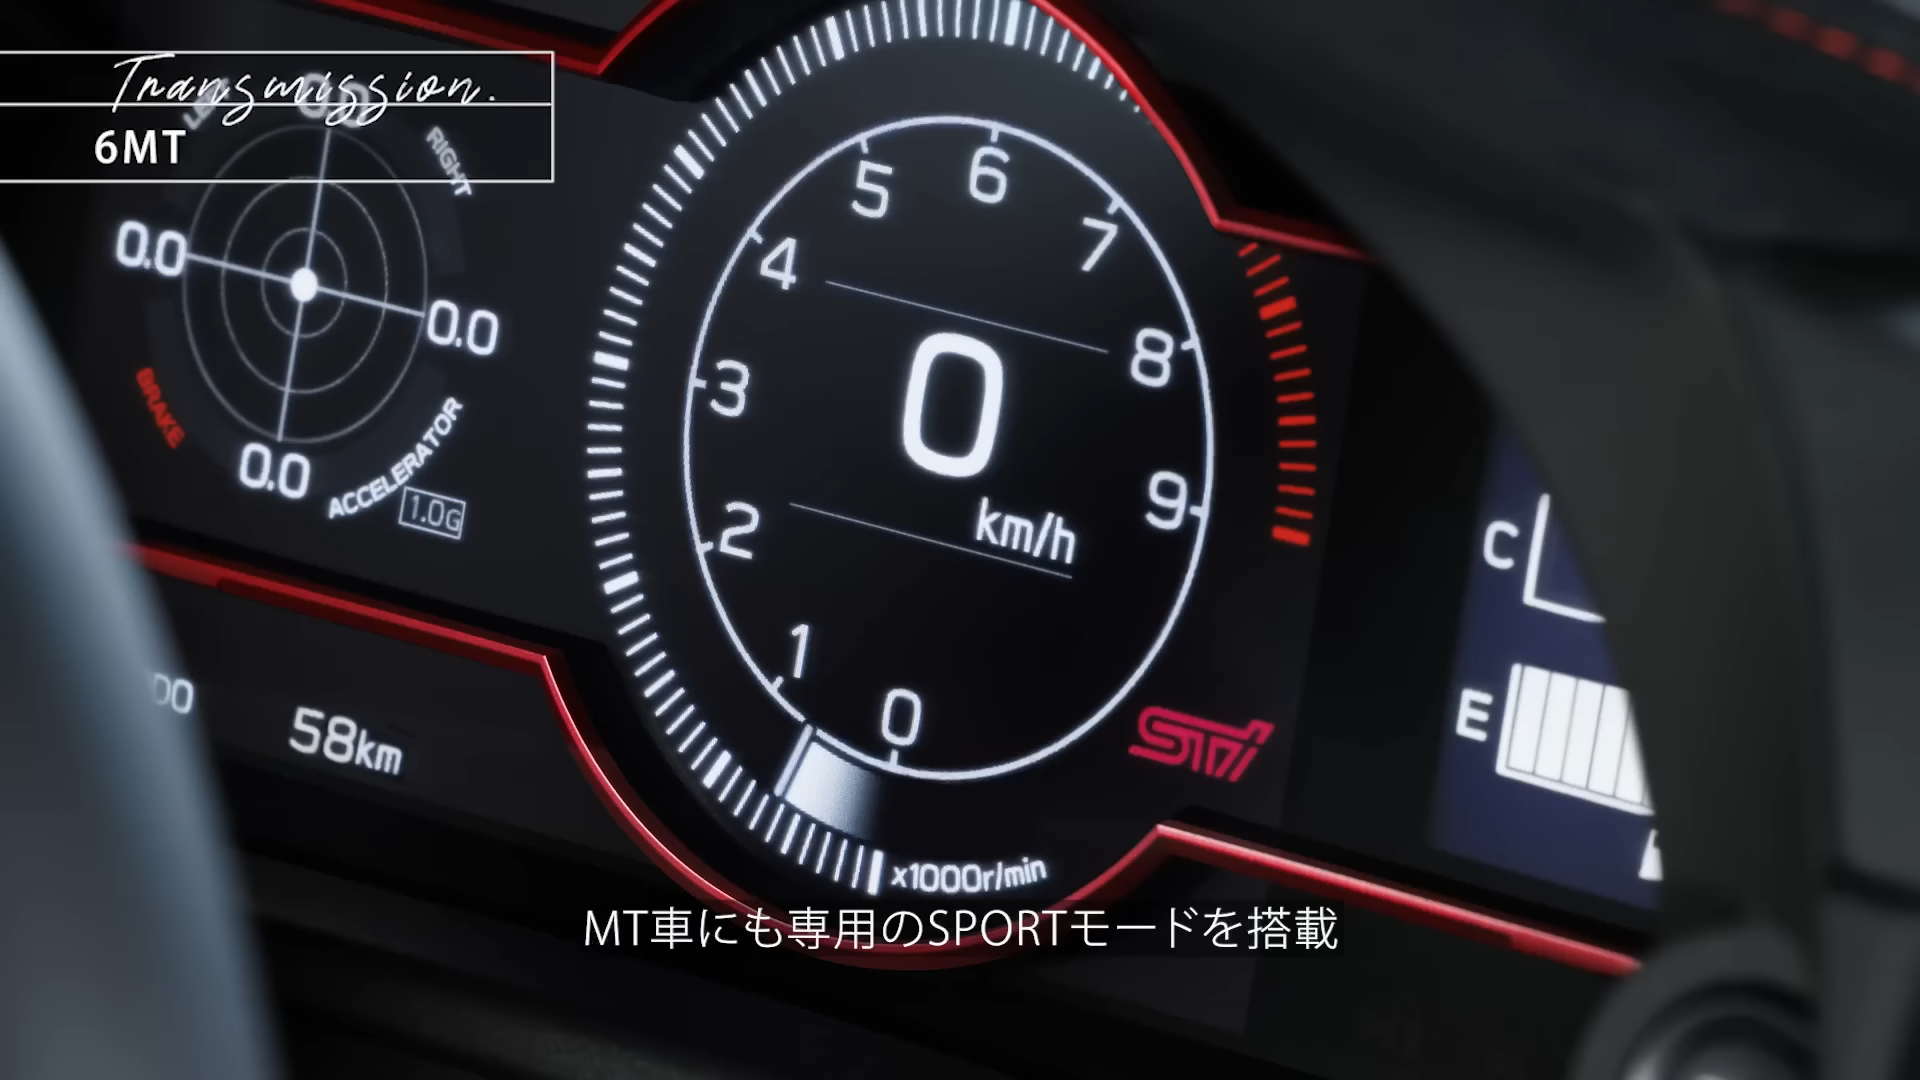 Transmission.
6MT
0.0
RIGHT
0.0
0.0
BRAKE
0.0
ACCELERATOR
1.0G
58km
0
1
2
3
4
5
6
7
8
9
0
km/h
STI
x1000r/min
C
E
MT車にも専用のSPORTモードを搭載